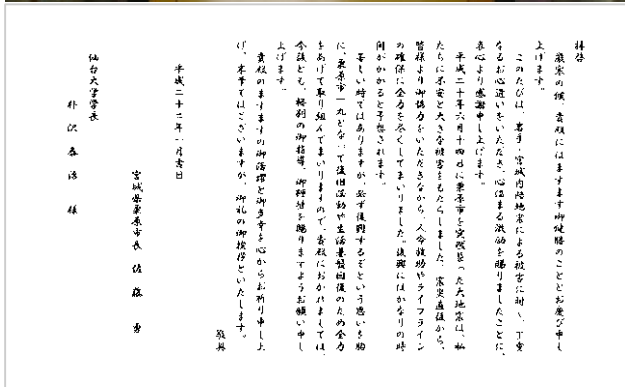 拝啓
厳寒の候、貴殿にはますます御健勝のこととお慶び申し
上げます。
このたびは、岩手・宮城内陸地震による被害に対し、丁寧
なるお心遣いをいただき、心温まる激励を賜りましたことに、
衷心より感謝申し上げます。
平成二十年六月十四日に栗原市を突然襲った大地震は、私
たちに不安と大きな被害をもたらしました。震災直後から、
皆様より御協力をいただきながら、人命救助やライフライン
の確保に全力を尽くしてまいりました。復興にはかなりの時
間がかかると予想されます。
苦しい時ではありますが、必ず復興するぞという思いを胸
に、栗原市一丸となって復旧活動や生活基盤回復のため全力
をあげて取り組んでまいりますので、貴殿におかれましては、
今後とも、格別の御指導、御鞭撻を賜りますようお願い申し
上げます。
貴殿のますますの御活躍と御多幸を心からお祈り申し上
げ、末筆ではございますが、御礼の御挨拶といたします。
敬具
平成二十二年一月吉日
宮城県栗原市長 佐藤 勇
仙台大学学長
朴沢 泰治 様